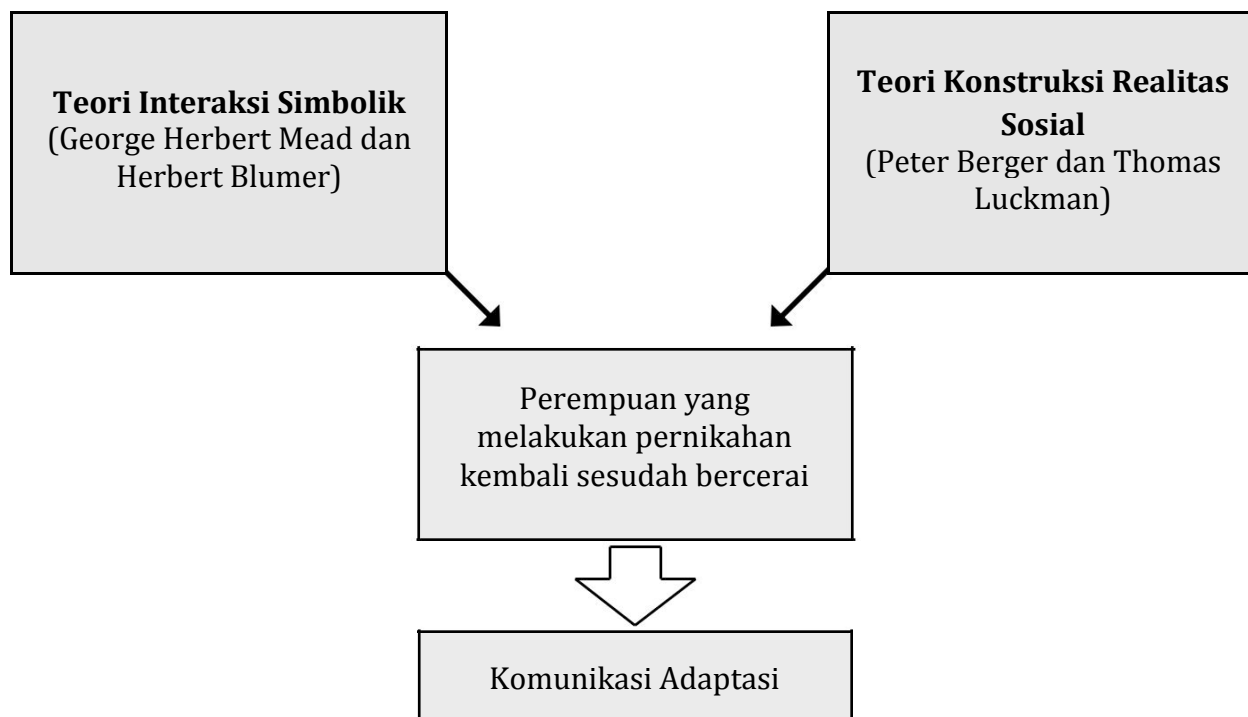 Teori Interaksi Simbolik
(George Herbert Mead dan
Herbert Blumer)
Teori Konstruksi Realitas
Sosial
(Peter Berger dan Thomas
Luckman)
Perempuan yang
melakukan pernikahan
kembali sesudah bercerai
Komunikasi Adaptasi